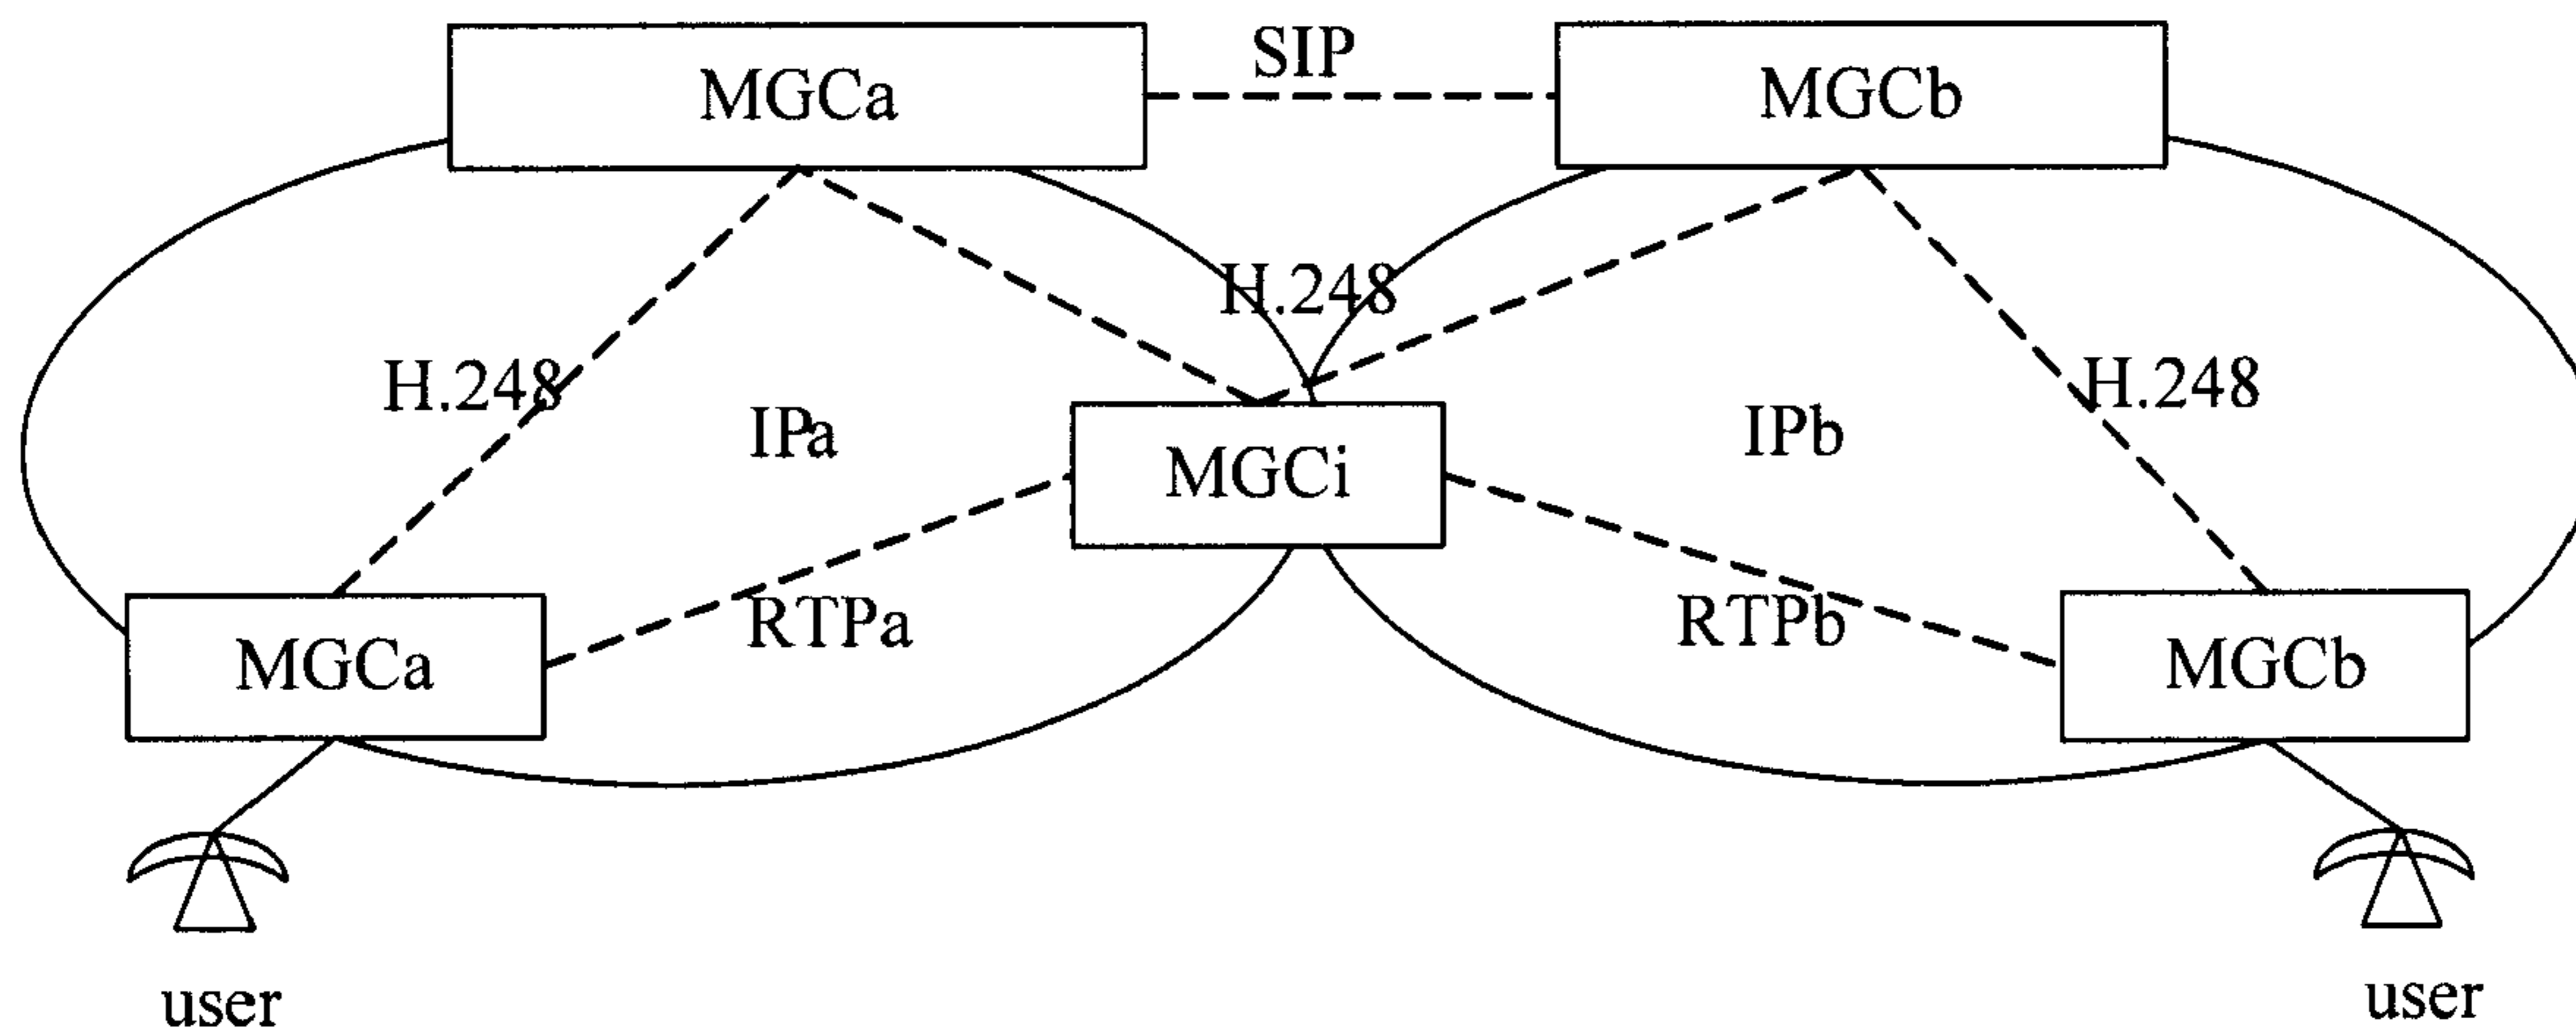 SIP
MGCa
MGCb
H.248
H.248
H.248
IPa
IPb
MGCi
RTPa
RTPb
MGCa
MGCb
user
user